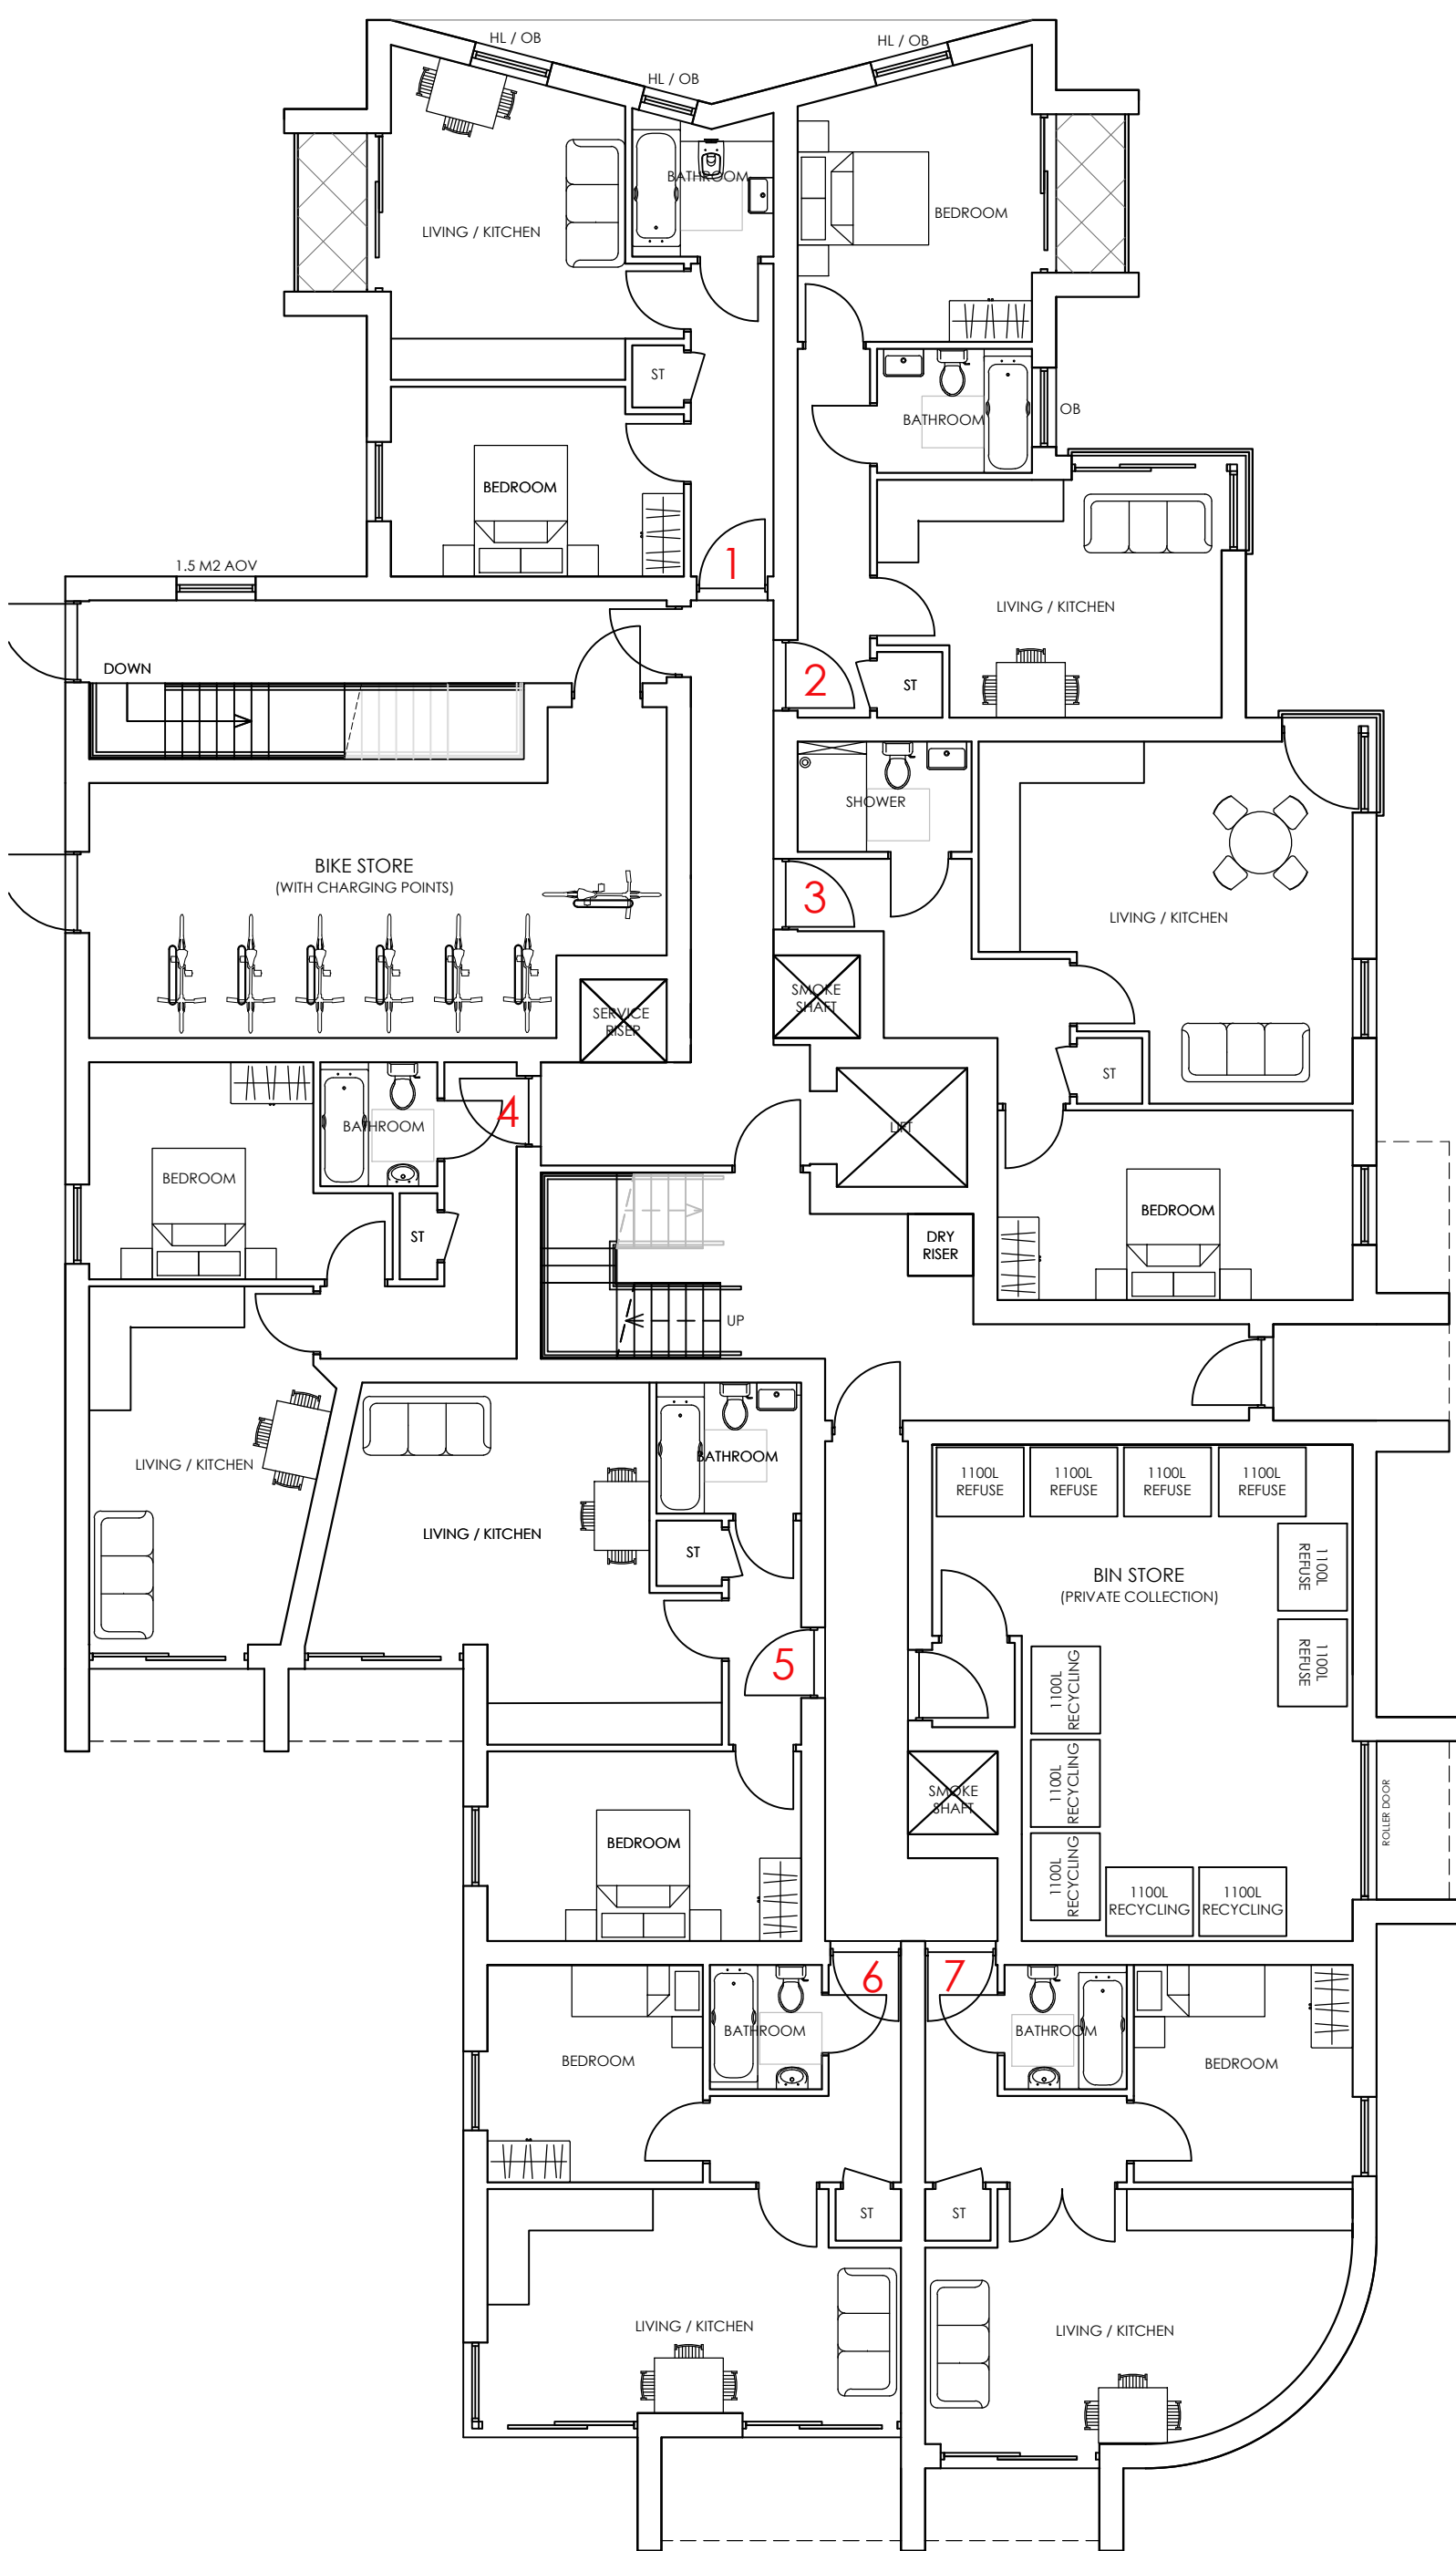 HL / OB
HL / OB
HL / OB
BATHROOM
BEDROOM
LIVING / KITCHEN
ST
OB
BATHROOM
BEDROOM
1
1.5 M2 AOV
LIVING / KITCHEN
DOWN
2
ST
SHOWER
BIKE STORE
(WITH CHARGING POINTS)
3
LIVING / KITCHEN
SMOKE
SHAFT
SERVICE
RISER
ST
4
BATHROOM
LIFT
BEDROOM
BEDROOM
ST
DRY
RISER
UP
LIVING / KITCHEN
BATHROOM
1100L
REFUSE
1100L
REFUSE
1100L
REFUSE
1100L
REFUSE
LIVING / KITCHEN
ST
BIN STORE
(PRIVATE COLLECTION)
1100L
REFUSE
1100L
REFUSE
5
1100L
RECYCLING
1100L
RECYCLING
1100L
RECYCLING
SMOKE
SHAFT
ROLLER DOOR
BEDROOM
1100L
RECYCLING
1100L
RECYCLING
6
7
BATHROOM
BATHROOM
BEDROOM
BEDROOM
ST
ST
LIVING / KITCHEN
LIVING / KITCHEN